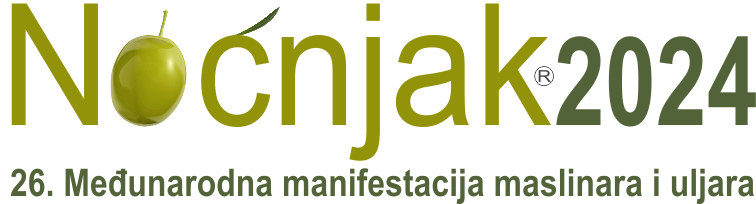 Noćnjak® 2024
26. Međunarodna manifestacija maslinara i uljara